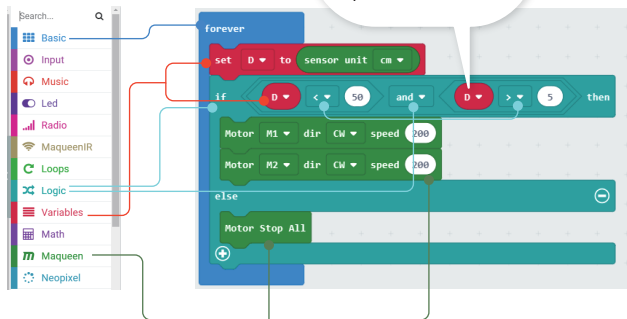 Search...
Basic
Input
Music
Led
Radio
MaqueenIR
Loops
Logic
Variables
Math
Maqueen
Neopixel
forever
set D to sensor unit cm
if D < 50 and D > 5 then
Motor M1 dir CW speed 200
Motor M2 dir CW speed 200
else
Motor Stop All